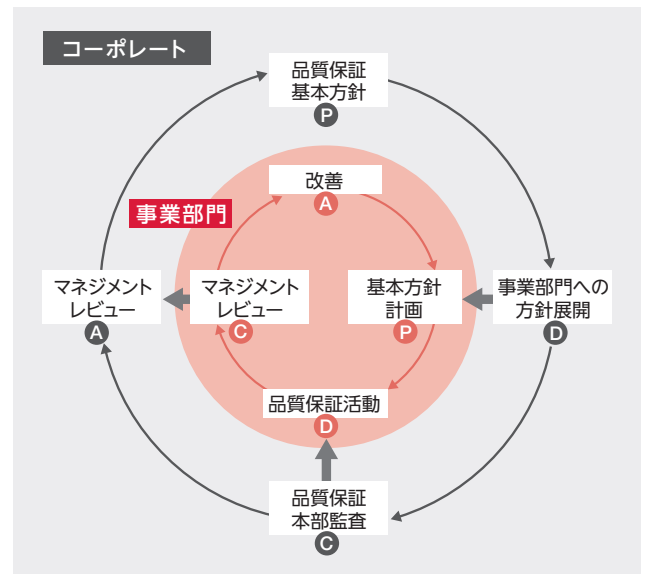 コーポレート
品質保証
基本方針
P
改善
A
事業部門
マネジメント
レビュー
A
マネジメント
レビュー
C
基本方針
計画
P
事業部門への
方針展開
D
品質保証活動
D
品質保証
本部監査
C